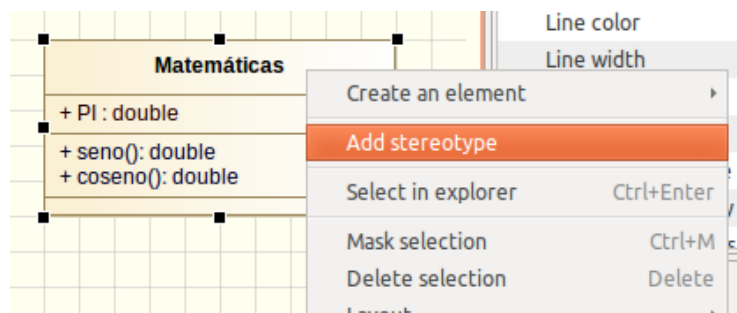 Line color
Line width
Matemáticas
+ PI : double
+ seno(): double
+ coseno(): double
Create an element
Add stereotype
Select in explorer Ctrl+Enter
Mask selection Ctrl+M
Delete selection Delete